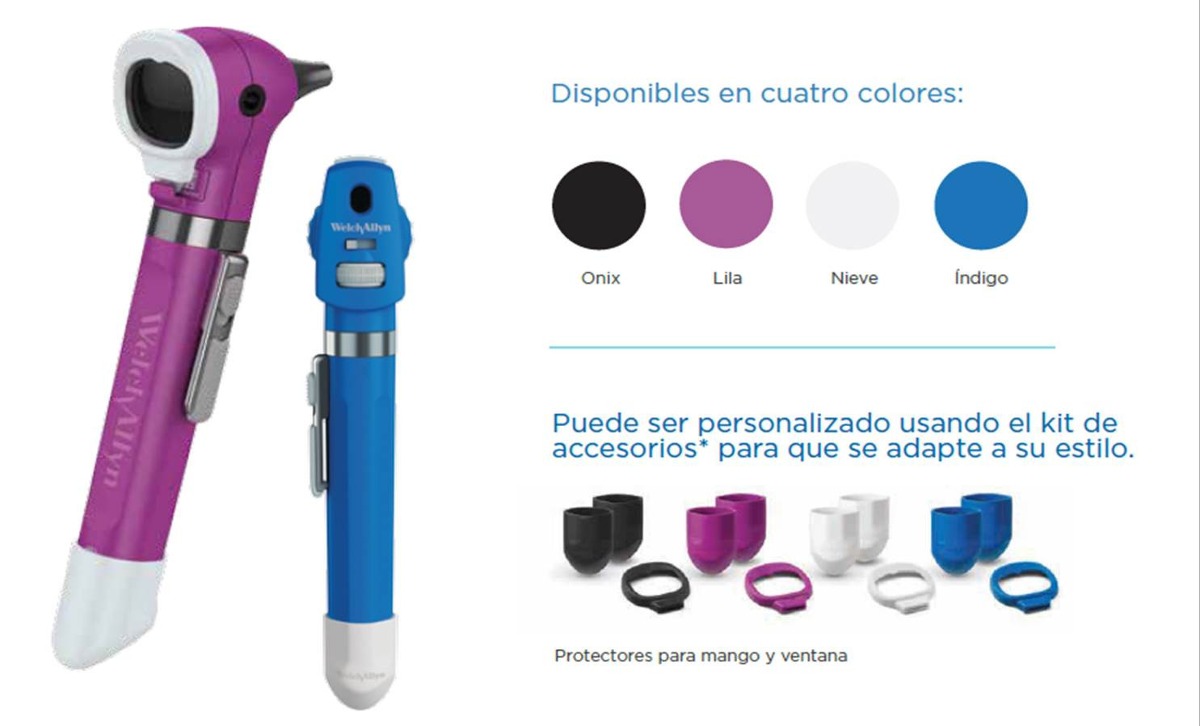 WelchAllyn
WelchAllyn
WelchAllyn
Disponibles en cuatro colores:
Onix
Lila
Nieve
Índigo
Puede ser personalizado usando el kit de
accesorios* para que se adapte a su estilo.
Protectores para mango y ventana